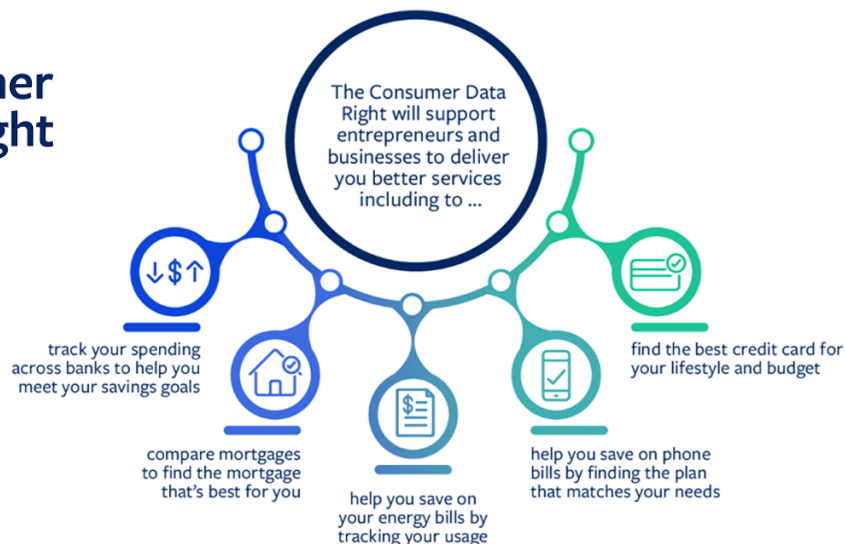 ner
ght
The Consumer Data
Right will support
entrepreneurs and
businesses to deliver
you better services
including to ...
$
track your spending
across banks to help you
meet your savings goals
compare mortgages
to find the mortgage
that's best for you
$
help you save on
your energy bills by
tracking your usage
help you save on phone
bills by finding the plan
that matches your needs
find the best credit card for
your lifestyle and budget